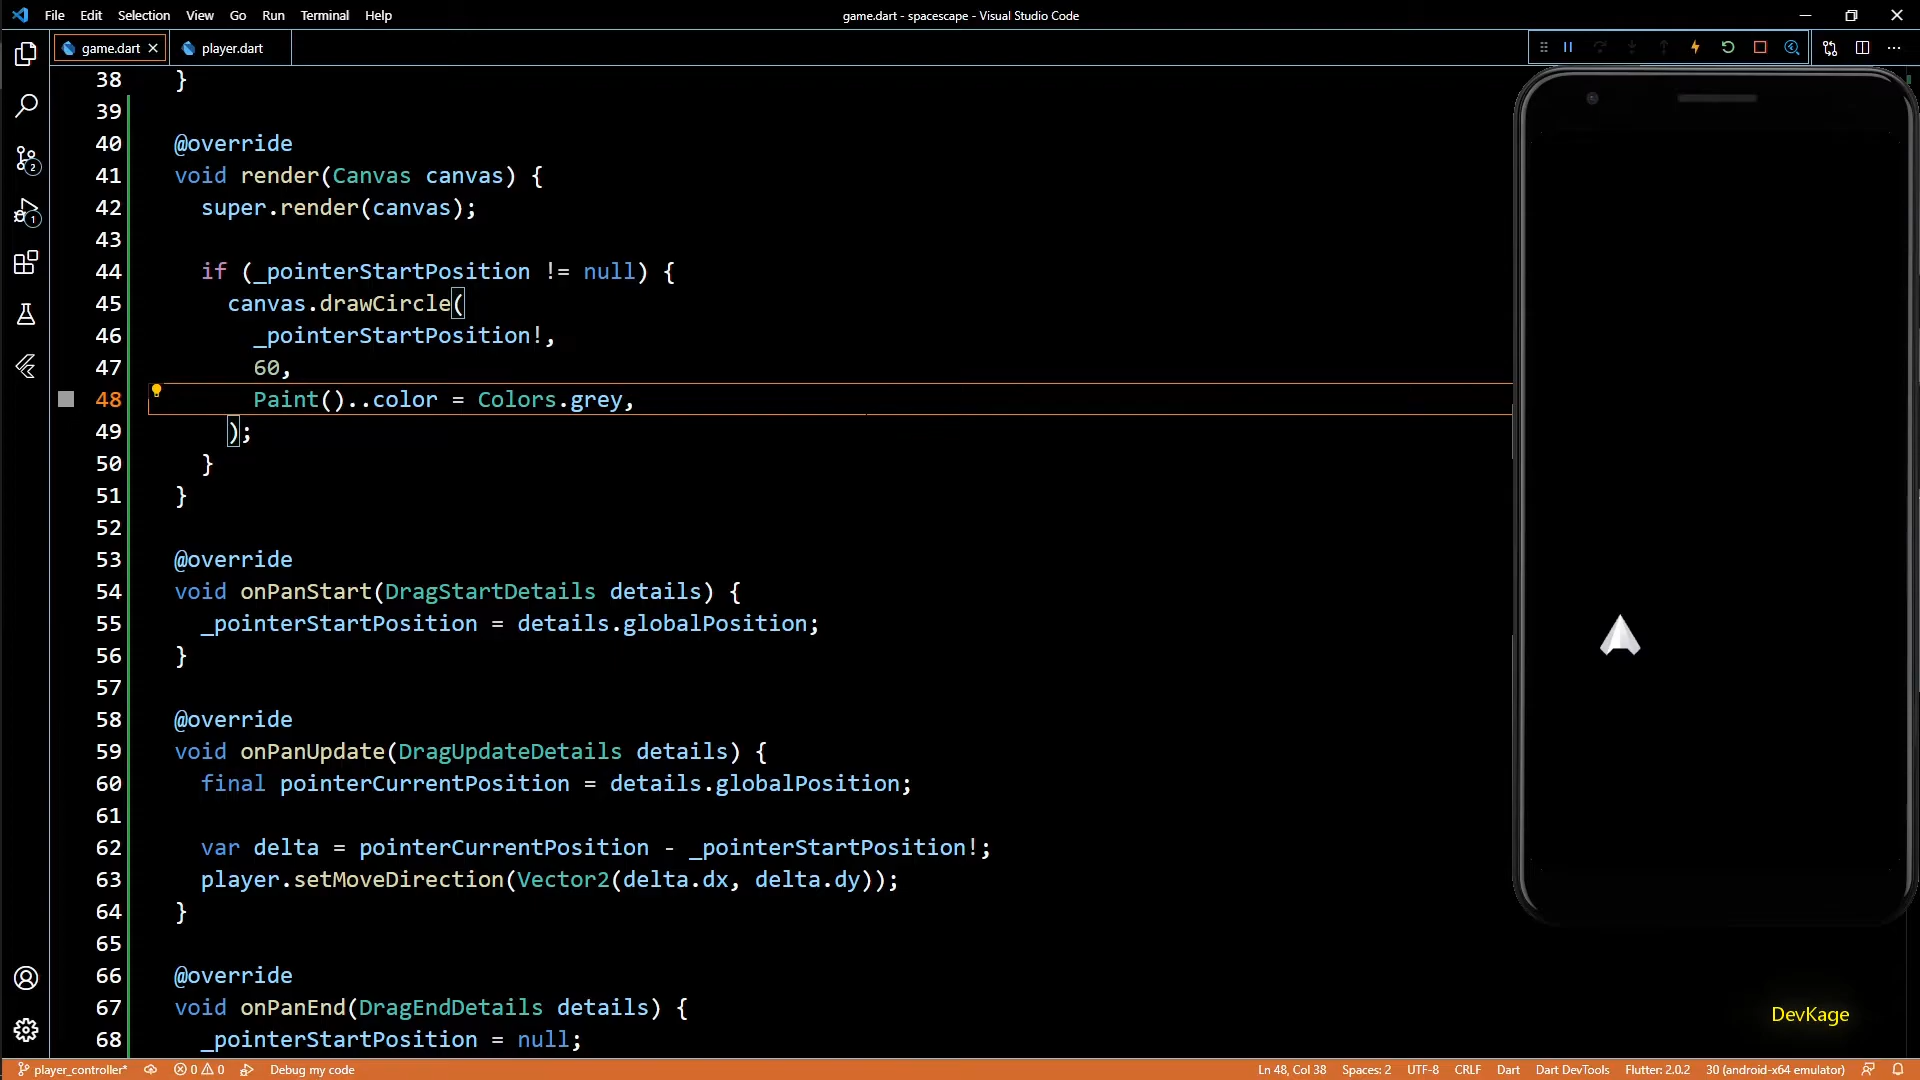 File Edit Selection View Go Run Terminal Help
game.dart - spacescape - Visual Studio Code
game.dart
player.dart
38 }
39
40 @override
41 void render(Canvas canvas) {
42 super.render(canvas);
43
44 if (_pointerStartPosition != null) {
45 canvas.drawCircle(
46 _pointerStartPosition!,
47 60,
48 Paint()..color = Colors.grey,
49 );
50 }
51 }
52
53 @override
54 void onPanStart(DragStartDetails details) {
55 _pointerStartPosition = details.globalPosition;
56 }
57
58 @override
59 void onPanUpdate(DragUpdateDetails details) {
60 final pointerCurrentPosition = details.globalPosition;
61
62 var delta = pointerCurrentPosition - _pointerStartPosition!;
63 player.setMoveDirection(Vector2(delta.dx, delta.dy));
64 }
65
66 @override
67 void onPanEnd(DragEndDetails details) {
68 _pointerStartPosition = null;
2
1
DevKage
player_controller* 0 0 Debug my code
Ln 48, Col 38 Spaces: 2 UTF-8 CRLF Dart Dart DevTools Flutter: 2.0.2 30 (android-x64 emulator)